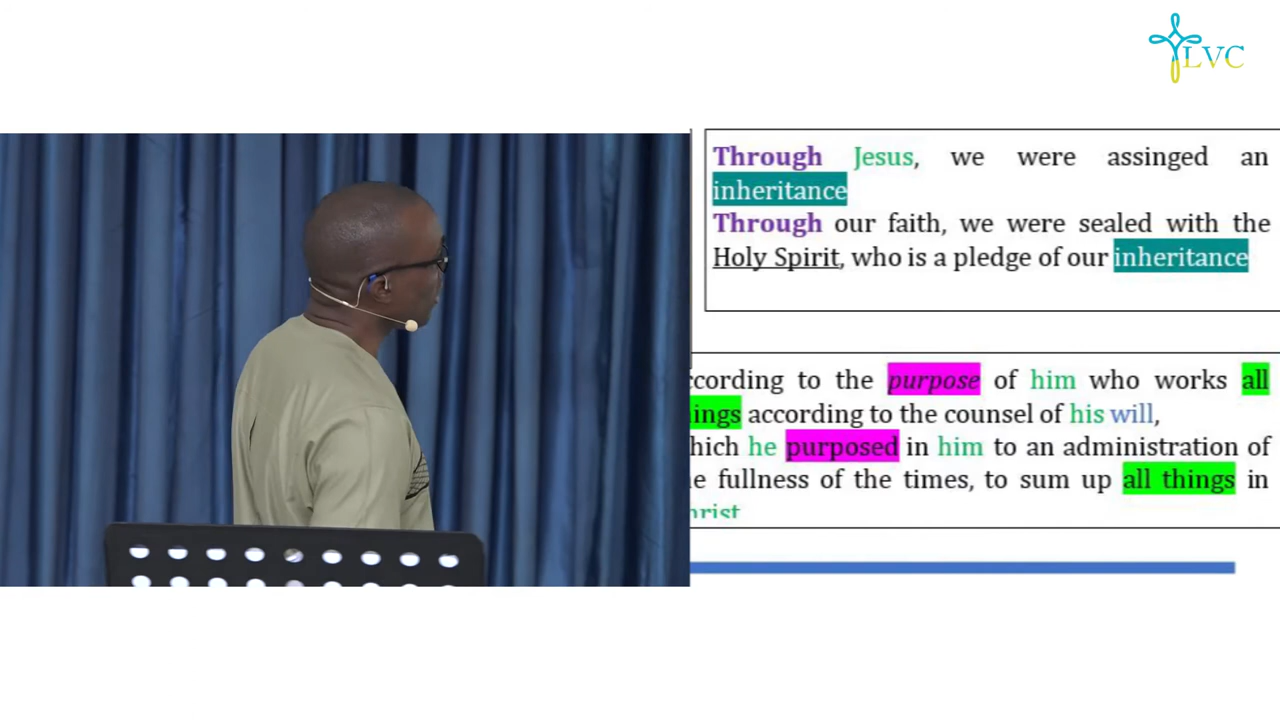 LVC
Through Jesus, we were assinged an
inheritance
Through our faith, we were sealed with the
Holy Spirit, who is a pledge of our inheritance
to the purpose of him who works all
according to the counsel of his will,
he purposed in him to an administration of
fullness of the times, to sum up all things in